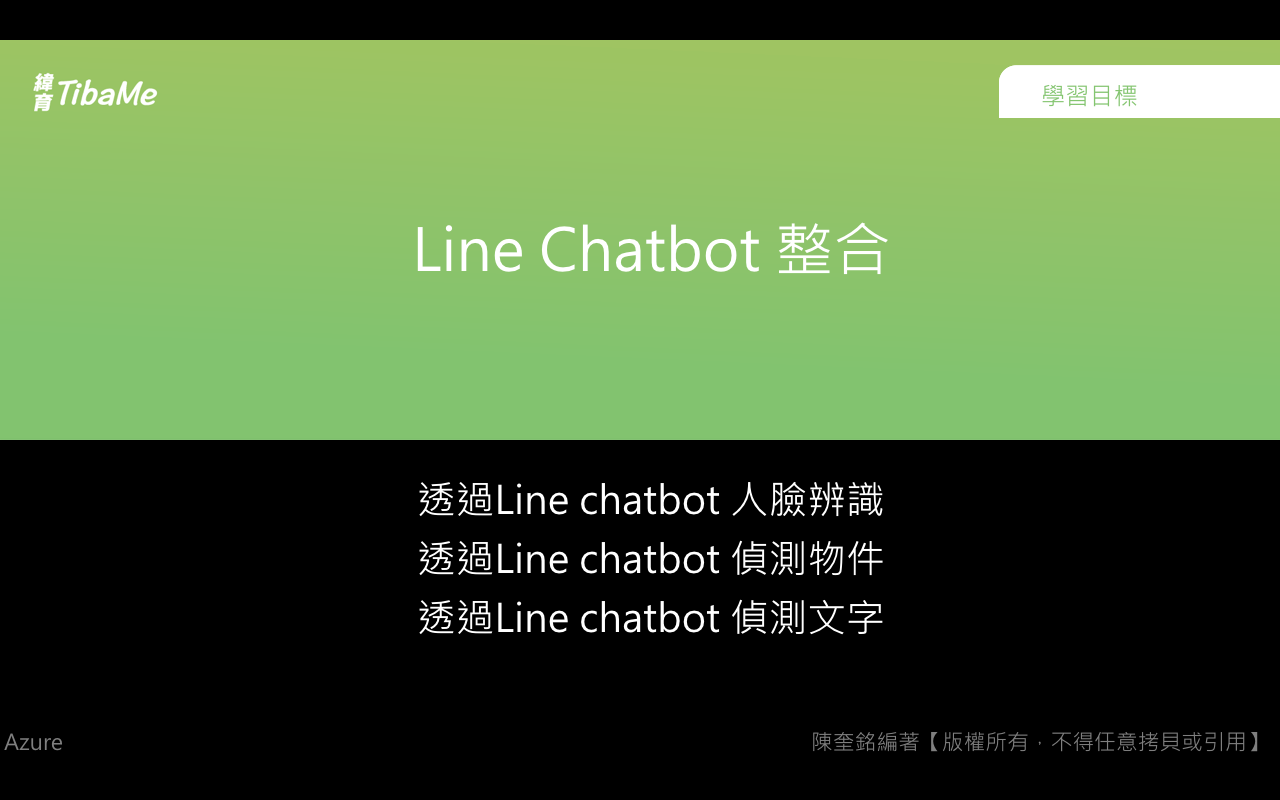 緯育 TibaMe
學習目標
Line Chatbot 整合
透過Line chatbot 人臉辨識
透過Line chatbot 偵測物件
透過Line chatbot 偵測文字
Azure
陳奎銘編著【版權所有，不得任意拷貝或引用】